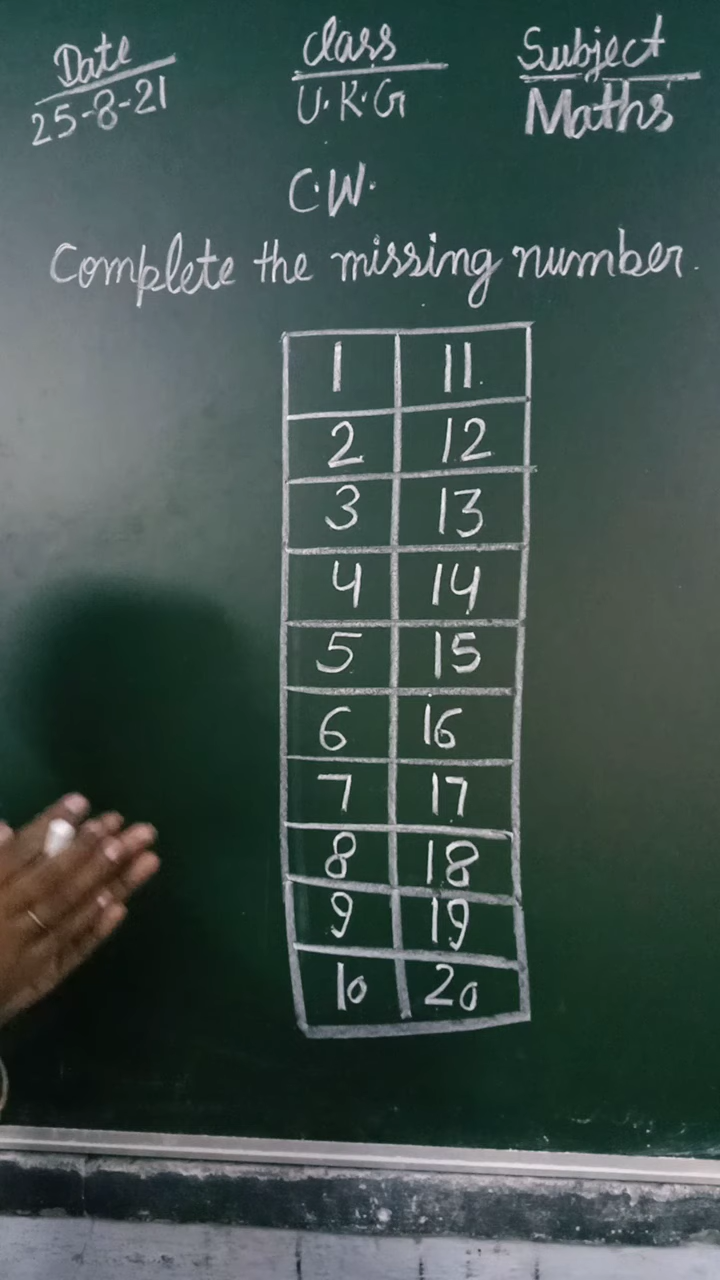 Date class Subject
25-8-21 U.K.G Maths
C.W.
Complete the missing number.
1 11
2 12
3 13
4 14
5 15
6 16
7 17
8 18
9 19
10 20